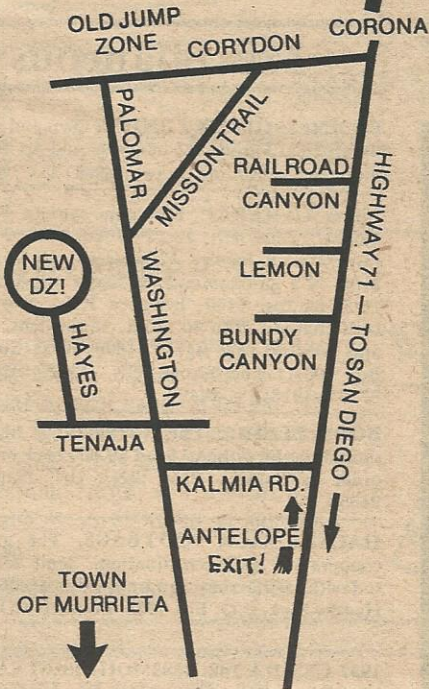 OLD JUMP
ZONE
CORYDON
CORONA
PALOMAR
MISSION TRAIL
RAILROAD
CANYON
HIGHWAY 71 — TO SAN DIEGO
LEMON
NEW
DZ!
WASHINGTON
HAYES
BUNDY
CANYON
TENAJA
KALMIA RD.
ANTELOPE
EXIT!
TOWN
OF MURRIETA